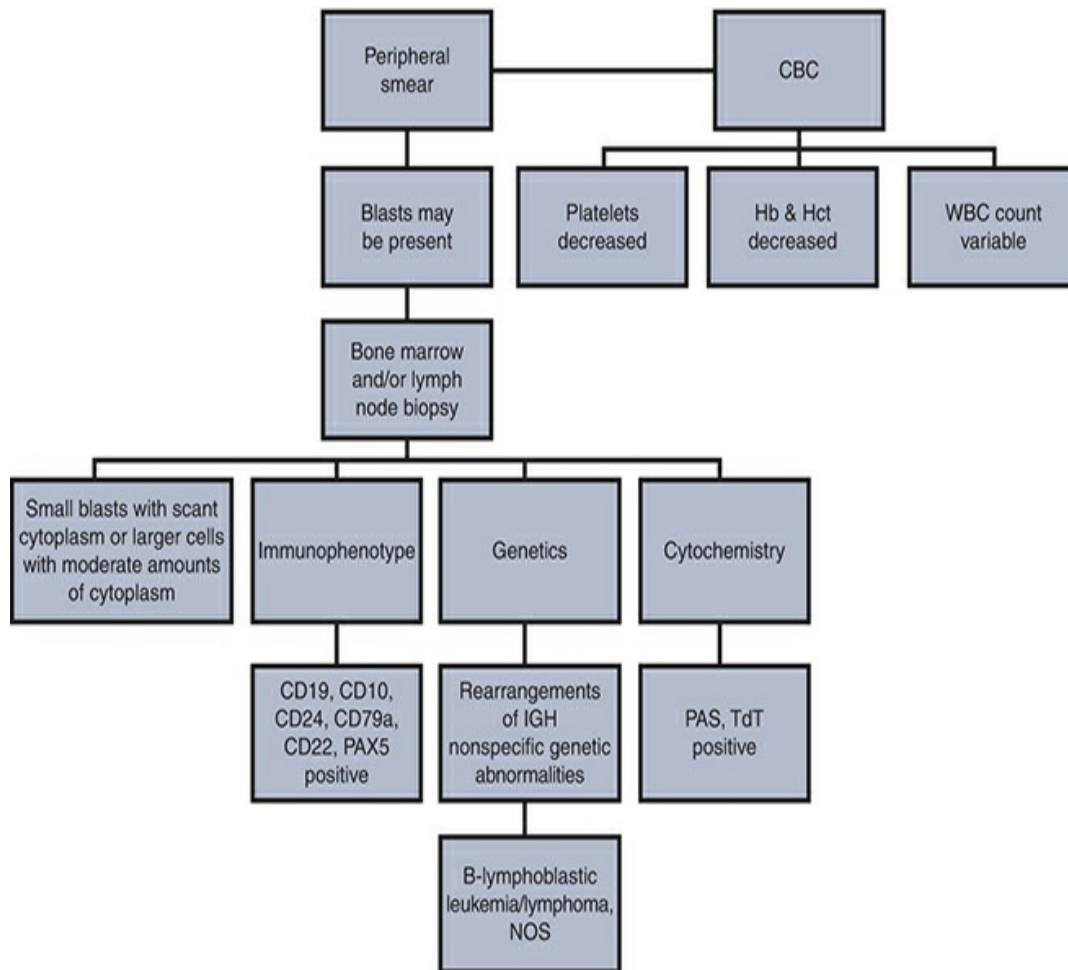 Peripheral
smear
CBC
Blasts may
be present
Platelets
decreased
Hb & Hct
decreased
WBC count
variable
Bone marrow
and/or lymph
node biopsy
Small blasts with scant
cytoplasm or larger cells
with moderate amounts
of cytoplasm
Immunophenotype
Genetics
Cytochemistry
CD19, CD10,
CD24, CD79a,
CD22, PAX5
positive
Rearrangements
of IGH
nonspecific genetic
abnormalities
PAS, TdT
positive
B-lymphoblastic
leukemia/lymphoma,
NOS